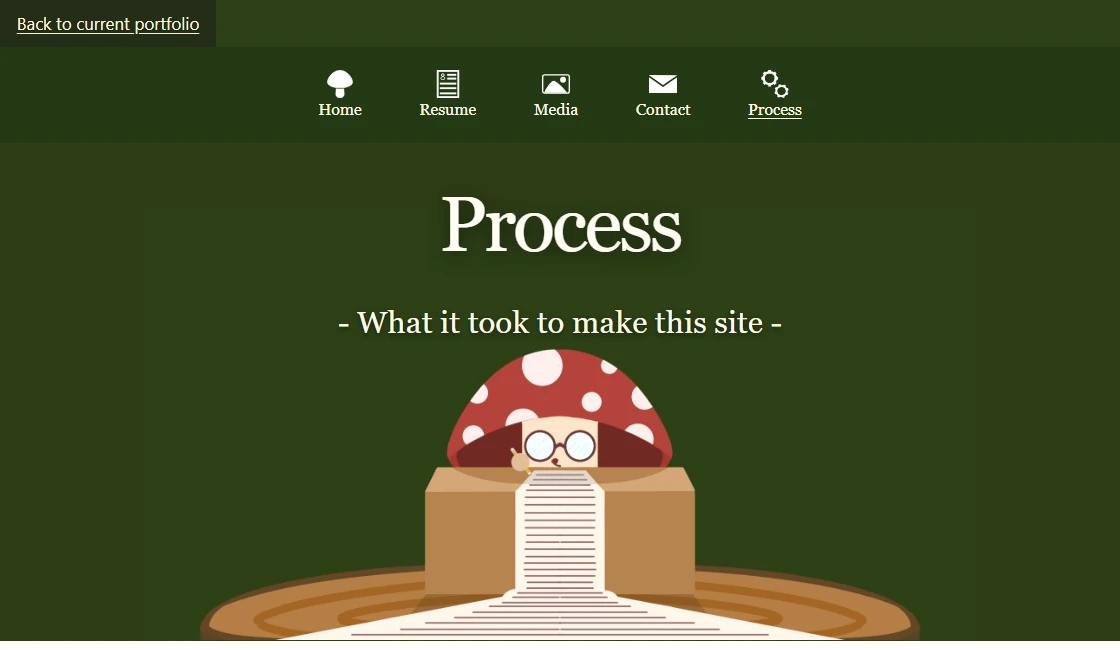 Back to current portfolio
Home Resume Media Contact Process
Process
- What it took to make this site -